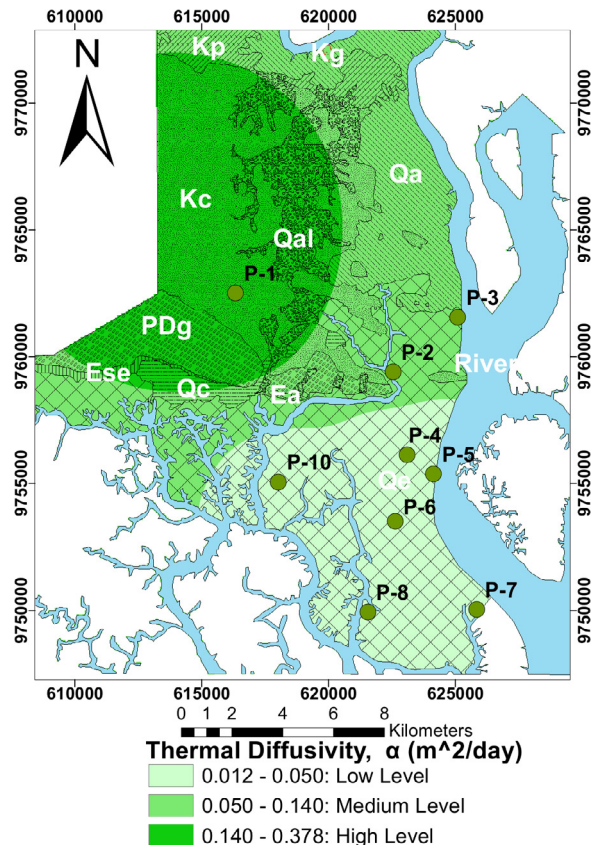 610000 615000 620000 625000
N
Kp
Kg
9770000
9770000
Qa
Kc
9765000
9765000
Qal
P-1
PDg
P-3
9760000
9760000
P-2
River
Ese
Qc
Ea
P-4
P-5
P-10
Qe
9755000
9755000
P-6
P-8
P-7
9750000
9750000
610000 615000 620000 625000
0 1 2 4 6 8
Kilometers
Thermal Diffusivity, α (m^2/day)
0.012 - 0.050: Low Level
0.050 - 0.140: Medium Level
0.140 - 0.378: High Level